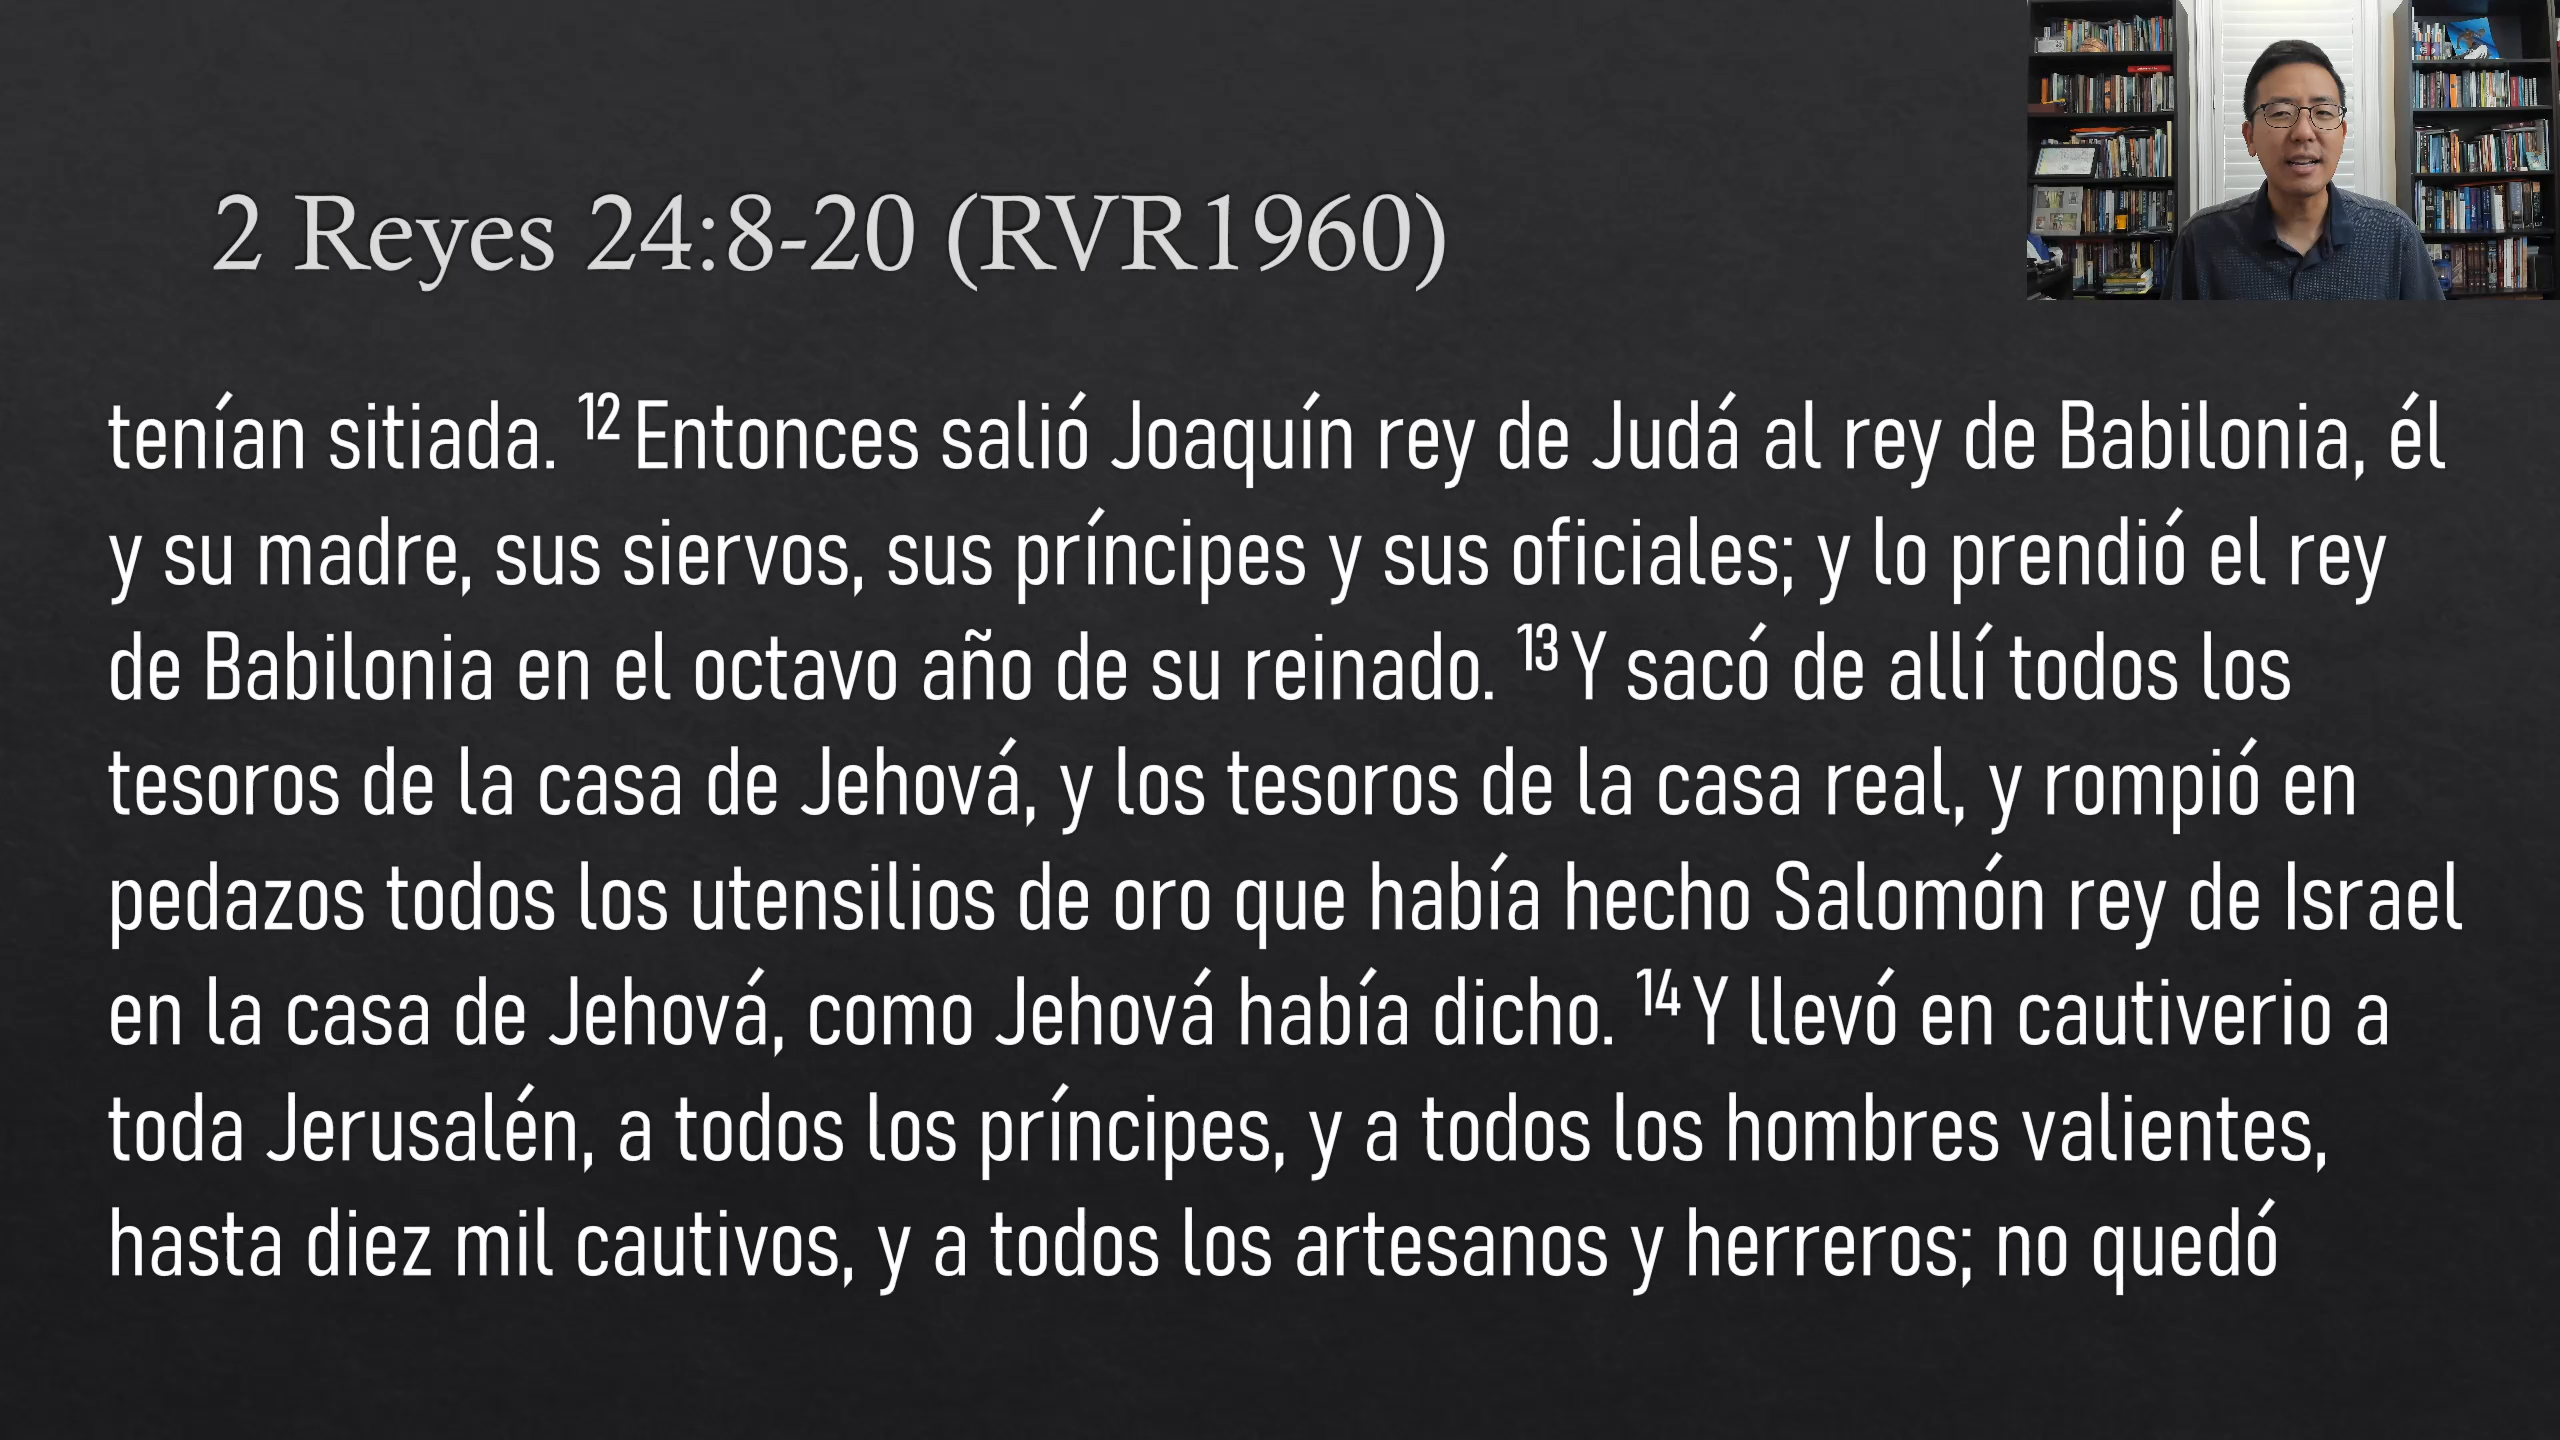 2 Reyes 24:8-20 (RVR1960)
tenían sitiada. 12 Entonces salió Joaquín rey de Judá al rey de Babilonia, él
y su madre, sus siervos, sus príncipes y sus oficiales; y lo prendió el rey
de Babilonia en el octavo año de su reinado. 13 Y sacó de allí todos los
tesoros de la casa de Jehová, y los tesoros de la casa real, y rompió en
pedazos todos los utensilios de oro que había hecho Salomón rey de Israel
en la casa de Jehová, como Jehová había dicho. 14 Y llevó en cautiverio a
toda Jerusalén, a todos los príncipes, y a todos los hombres valientes,
hasta diez mil cautivos, y a todos los artesanos y herreros; no quedó